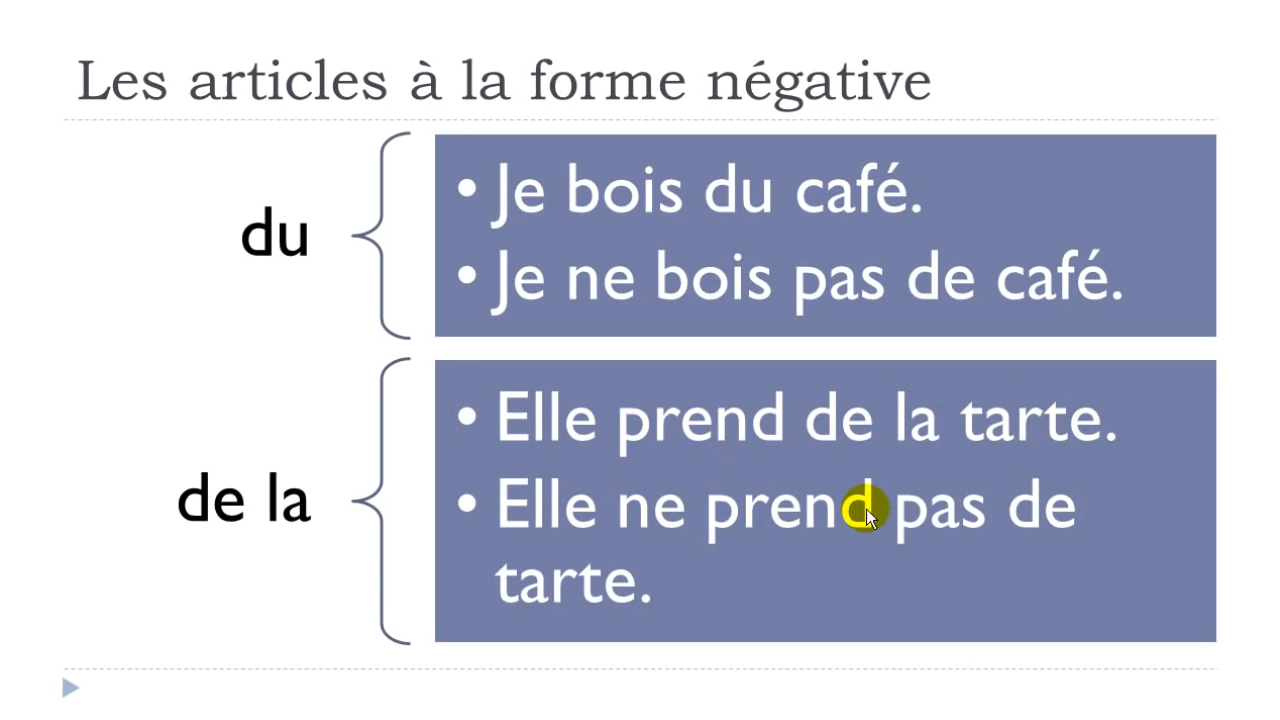 Les articles à la forme négative
du
• Je bois du café.
• Je ne bois pas de café.
de la
• Elle prend de la tarte.
• Elle ne prend pas de
tarte.